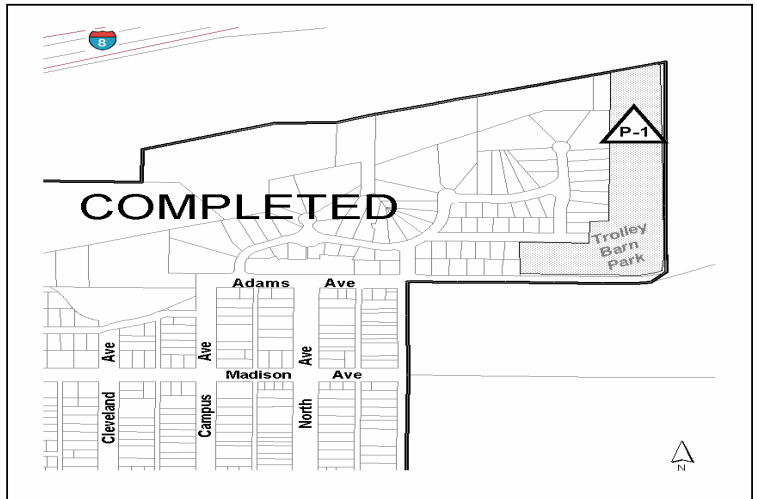 8
P-1
COMPLETED
Trolley
Barn
Park
Adams Ave
Ave
Ave
Ave
Madison Ave
Cleveland
Campus
North
N